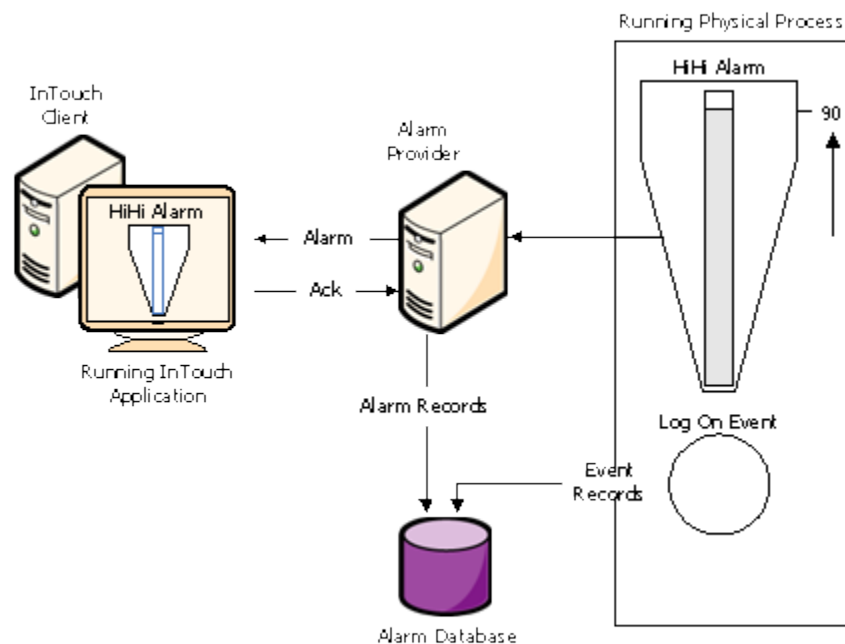 Running Physical Process
HiHi Alarm
90
InTouch
Client
Alarm
Provider
HiHi Alarm
Alarm
Ack
Running InTouch
Application
Alarm Records
Log On Event
Event
Records
Alarm Database